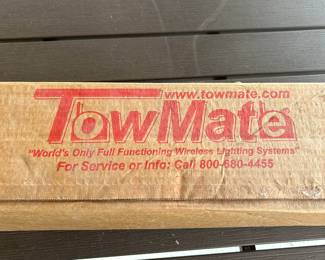 www.towmate.com
TowMate
"World's Only Full Functioning Wireless Lighting Systems"
For Service or Info: Call 800-680-4455